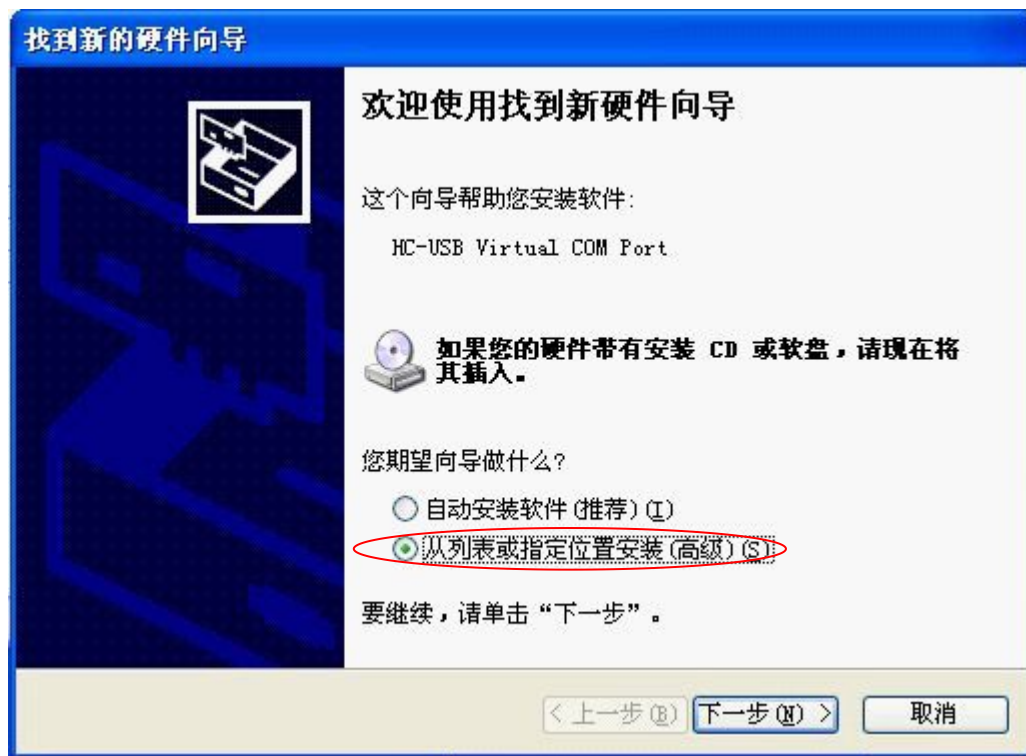 找到新的硬件向导
欢迎使用找到新硬件向导
这个向导帮助您安装软件:
HC-USB Virtual COM Port
如果您的硬件带有安装 CD 或软盘，请现在将
其插入。
您期望向导做什么?
自动安装软件(推荐)(I)
从列表或指定位置安装(高级)(S)
要继续，请单击“下一步”。
< 上一步(B)
下一步(N) >
取消